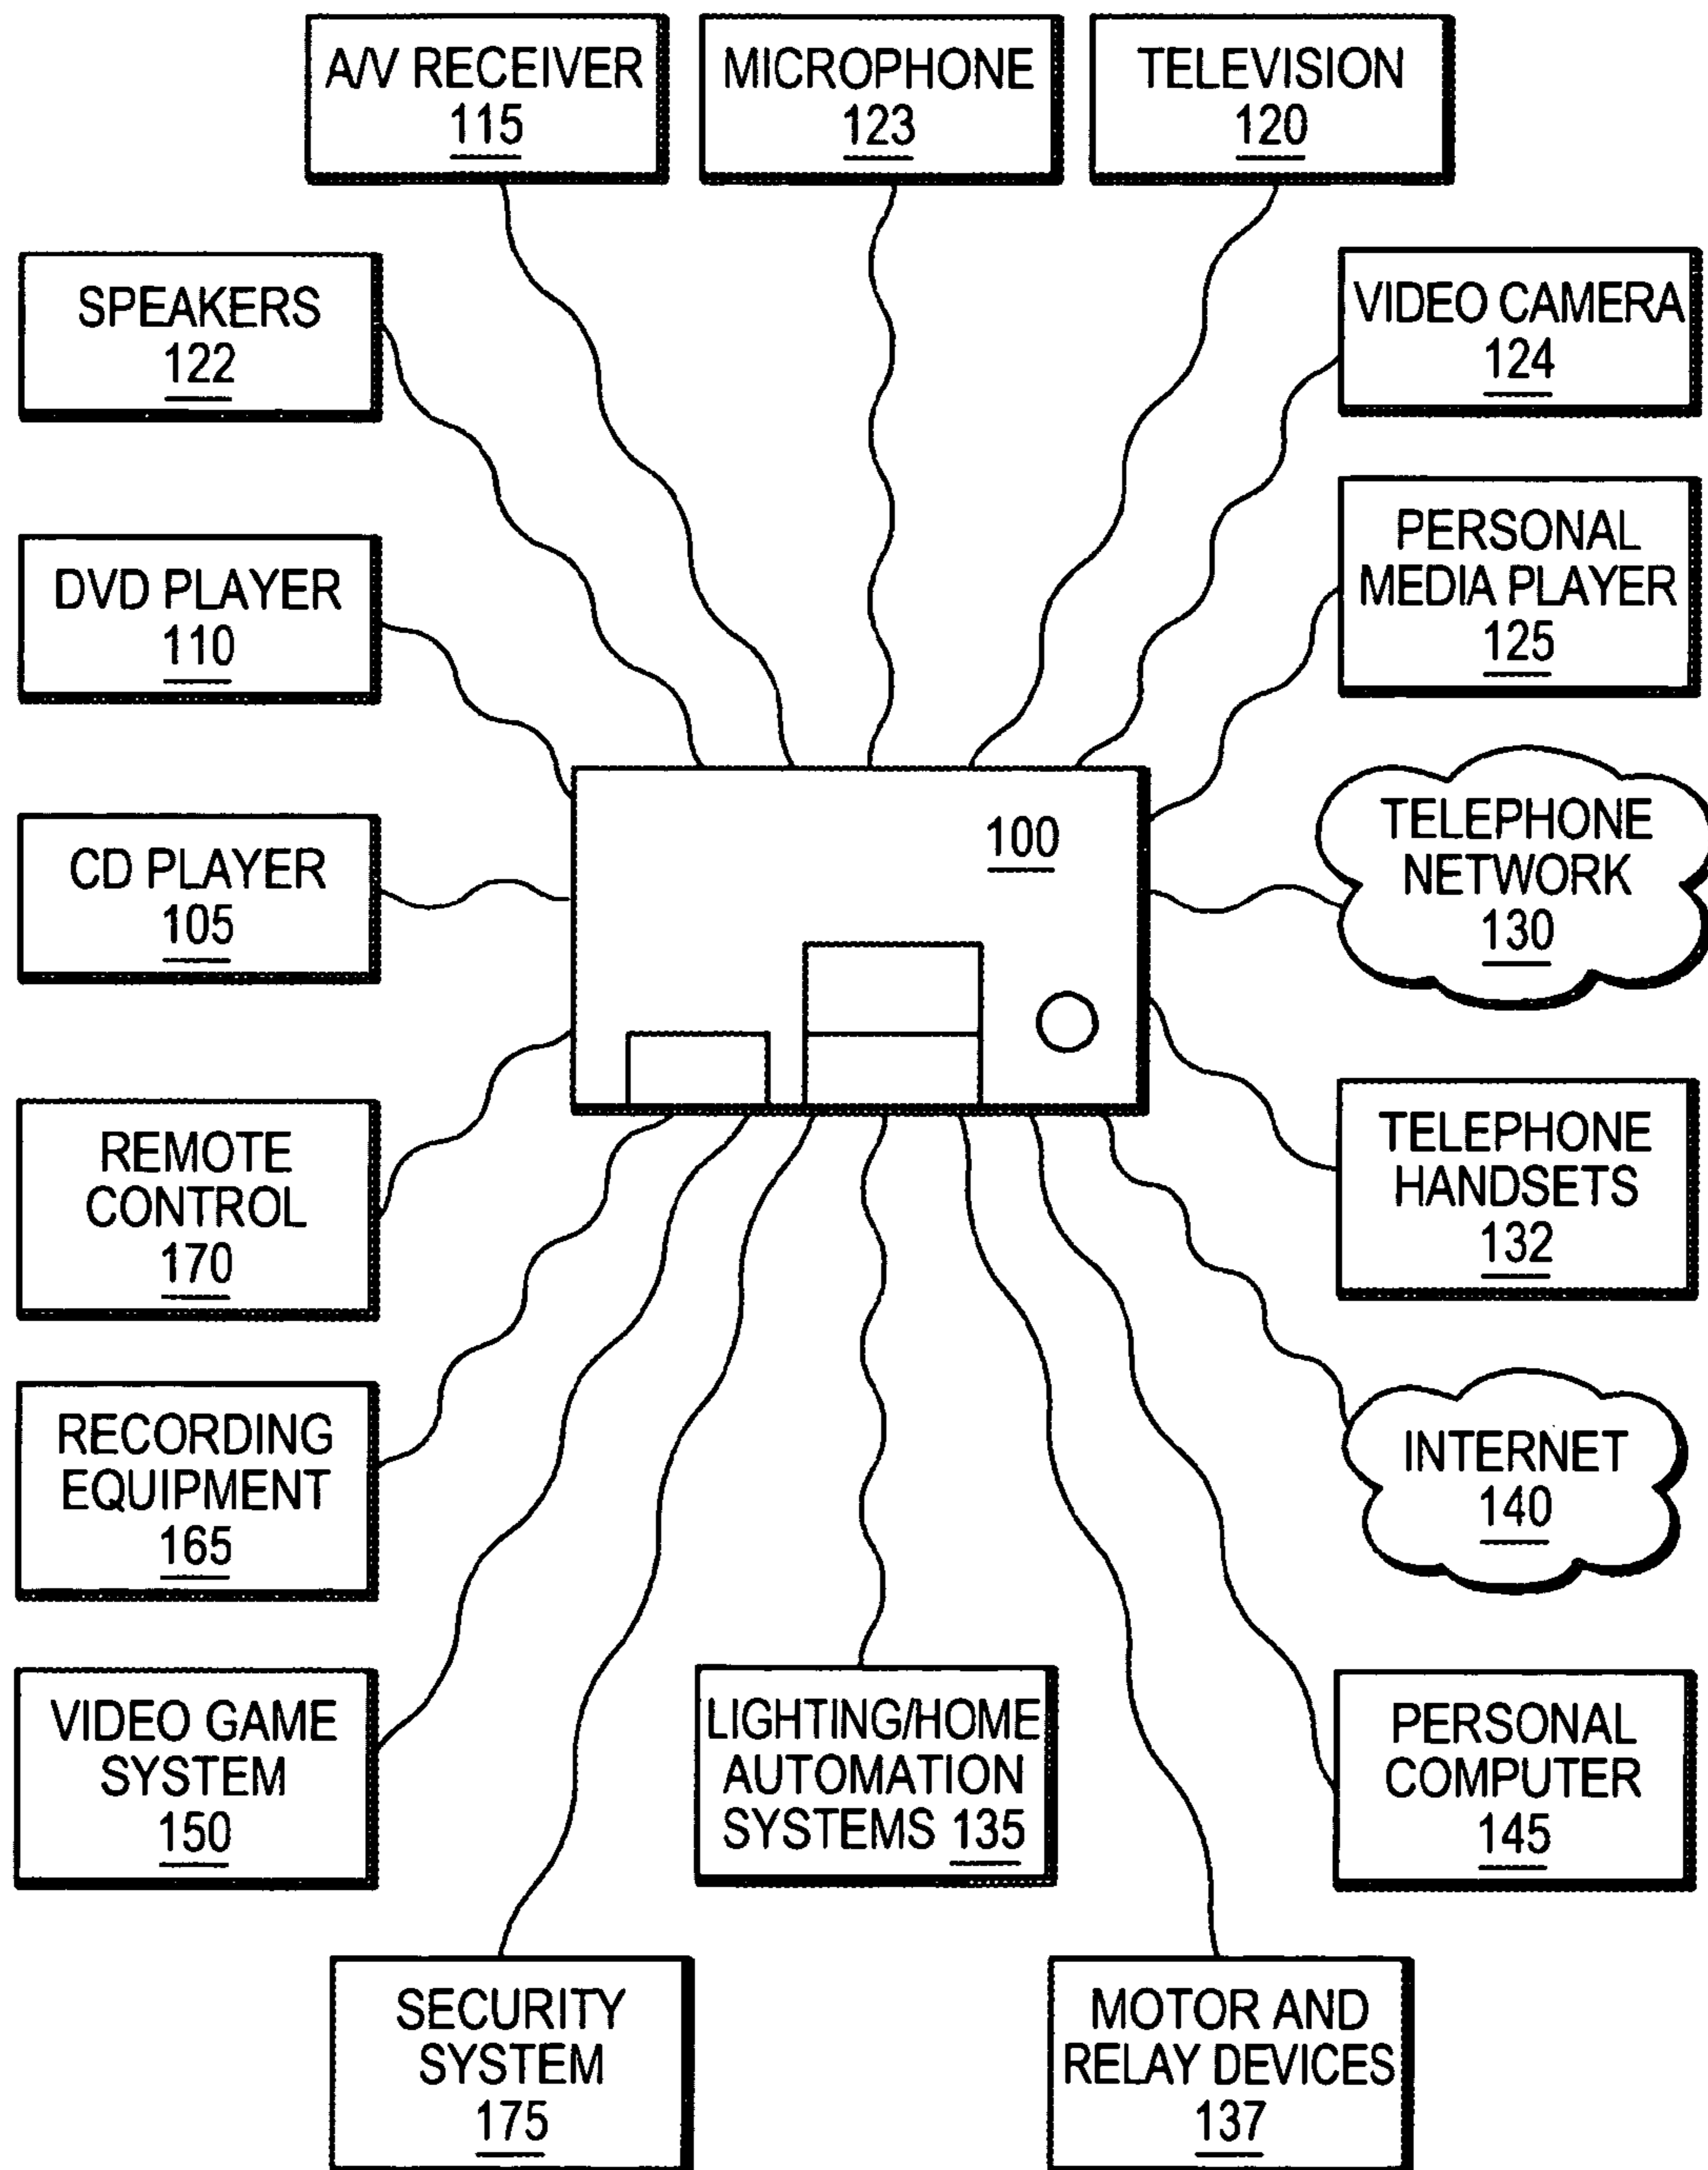 A/V RECEIVER
115
MICROPHONE
123
TELEVISION
120
SPEAKERS
122
VIDEO CAMERA
124
DVD PLAYER
110
PERSONAL
MEDIA PLAYER
125
CD PLAYER
105
100
TELEPHONE
NETWORK
130
REMOTE
CONTROL
170
TELEPHONE
HANDSETS
132
RECORDING
EQUIPMENT
165
INTERNET
140
VIDEO GAME
SYSTEM
150
LIGHTING/HOME
AUTOMATION
SYSTEMS 135
PERSONAL
COMPUTER
145
SECURITY
SYSTEM
175
MOTOR AND
RELAY DEVICES
137